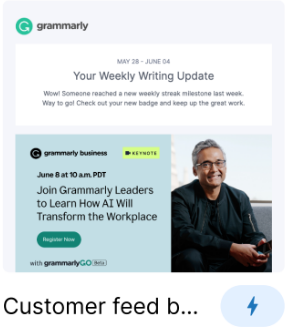 grammarly
MAY 28 - JUNE 04
Your Weekly Writing Update
Wow! Someone reached a new weekly streak milestone last week.
Way to go! Check out your new badge and keep up the great work.
grammarly business
KEYNOTE
June 8 at 10 a.m. PDT
Join Grammarly Leaders
to Learn How AI Will
Transform the Workplace
Register Now
with grammarlyGO Beta
Customer feed b...